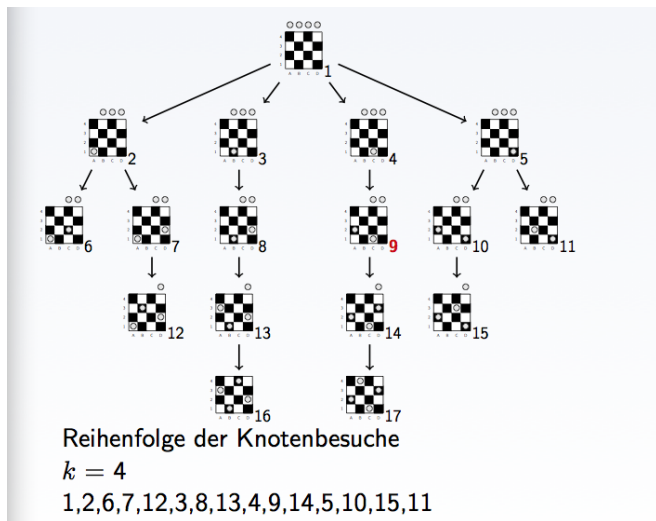 1
2 3 4 5
6 7 8 9 10 11
12 13 14 15
16 17
Reihenfolge der Knotenbesuche
k = 4
1,2,6,7,12,3,8,13,4,9,14,5,10,15,11